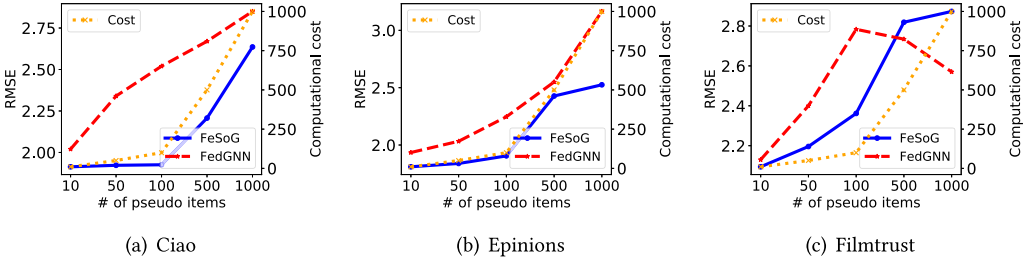 Cost
FeSoG
FedGNN
RMSE
2.75
2.50
2.25
2.00
1000
750
500
250
0
Computational cost
10 50 100 500 1000
# of pseudo items
(a) Ciao
Cost
FeSoG
FedGNN
RMSE
3.0
2.5
2.0
1000
750
500
250
0
Computational cost
10 50 100 500 1000
# of pseudo items
(b) Epinions
Cost
FeSoG
FedGNN
RMSE
2.8
2.6
2.4
2.2
1000
750
500
250
0
Computational cost
10 50 100 500 1000
# of pseudo items
(c) Filmtrust